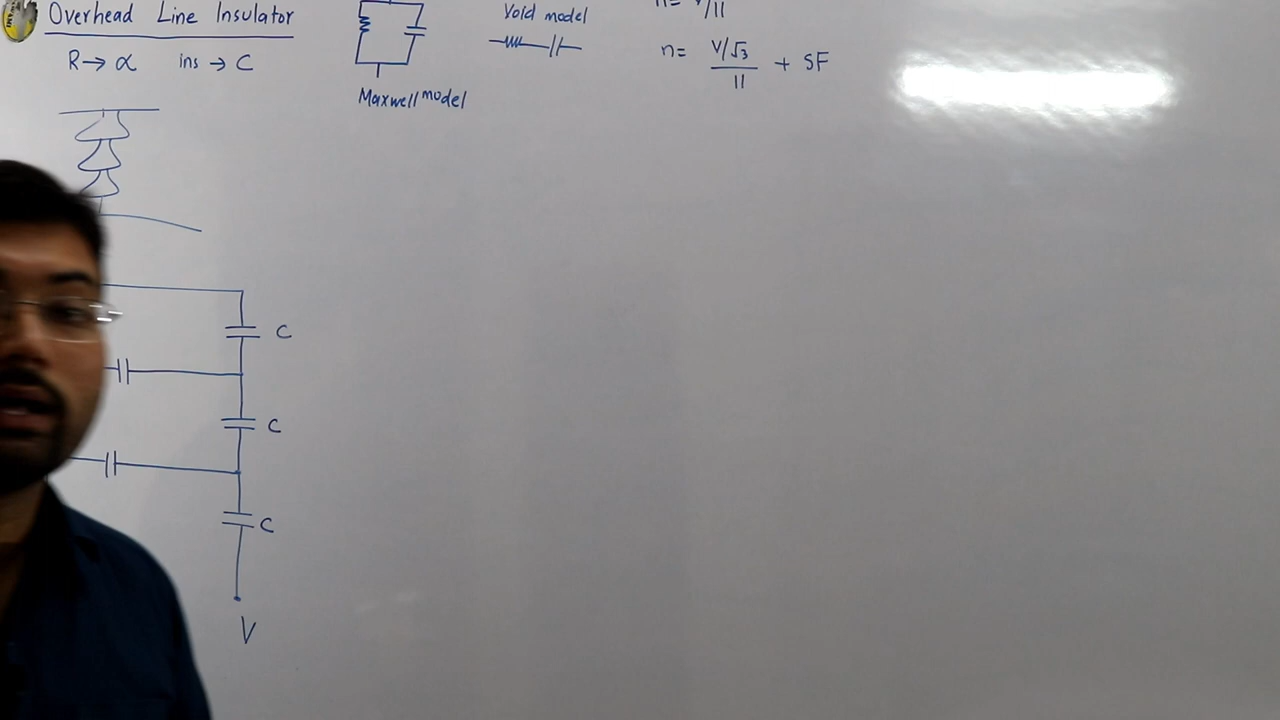 Overhead Line Insulator
R→ α ins → C
Maxwell model
Void model
n= V/√3 / 11 + SF
C
C
C
V